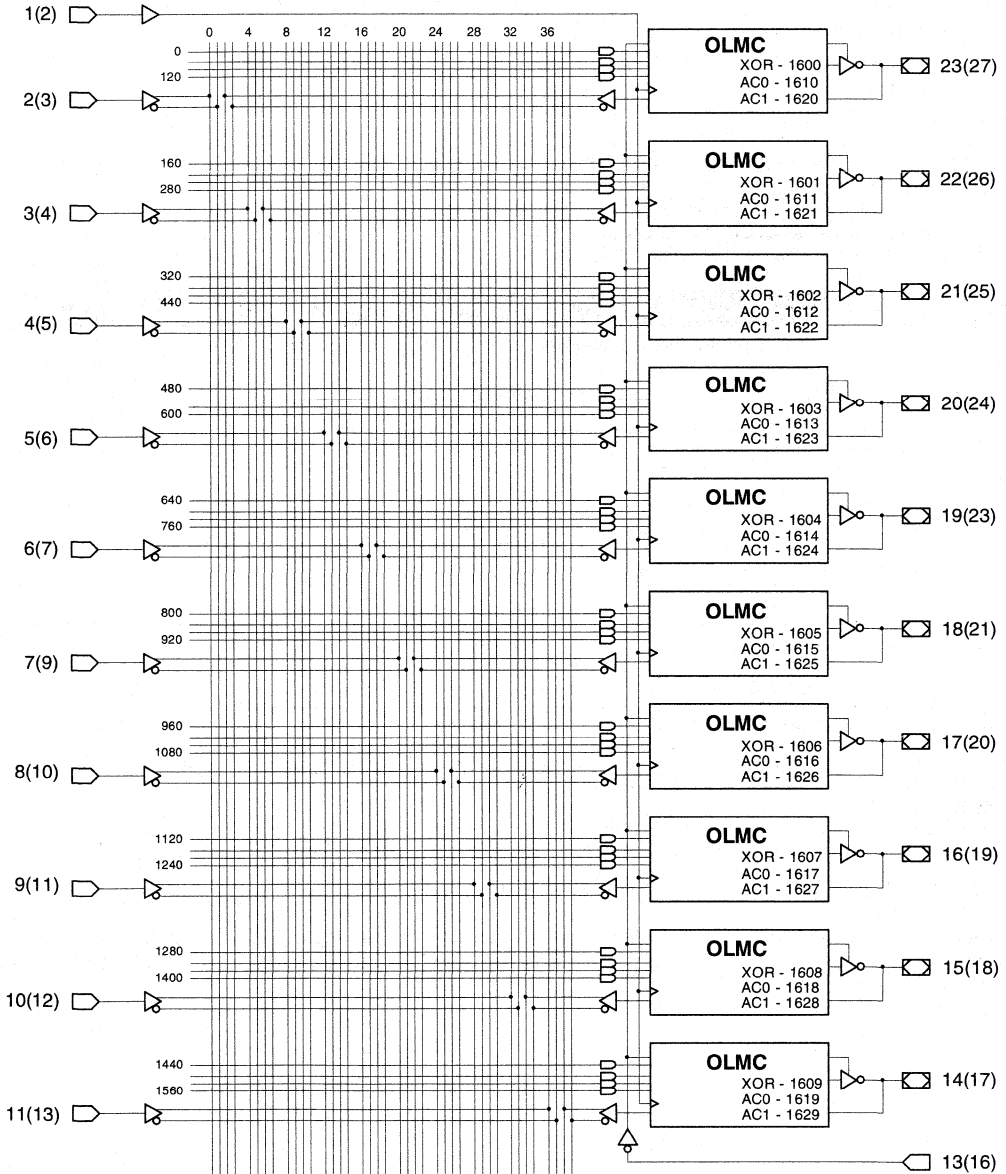 1(2)
0 4 8 12 16 20 24 28 32 36
OLMC
0
XOR - 1600
23(27)
120
AC0 - 1610
2(3)
AC1 - 1620
OLMC
160
XOR - 1601
22(26)
280
AC0 - 1611
3(4)
AC1 - 1621
OLMC
320
XOR - 1602
21(25)
440
AC0 - 1612
4(5)
AC1 - 1622
OLMC
480
XOR - 1603
20(24)
600
AC0 - 1613
5(6)
AC1 - 1623
OLMC
640
XOR - 1604
19(23)
760
AC0 - 1614
6(7)
AC1 - 1624
OLMC
800
XOR - 1605
18(21)
920
AC0 - 1615
7(9)
AC1 - 1625
OLMC
960
XOR - 1606
17(20)
1080
AC0 - 1616
8(10)
AC1 - 1626
OLMC
1120
XOR - 1607
16(19)
1240
AC0 - 1617
9(11)
AC1 - 1627
OLMC
1280
XOR - 1608
15(18)
1400
AC0 - 1618
10(12)
AC1 - 1628
OLMC
1440
XOR - 1609
14(17)
1560
AC0 - 1619
11(13)
AC1 - 1629
13(16)